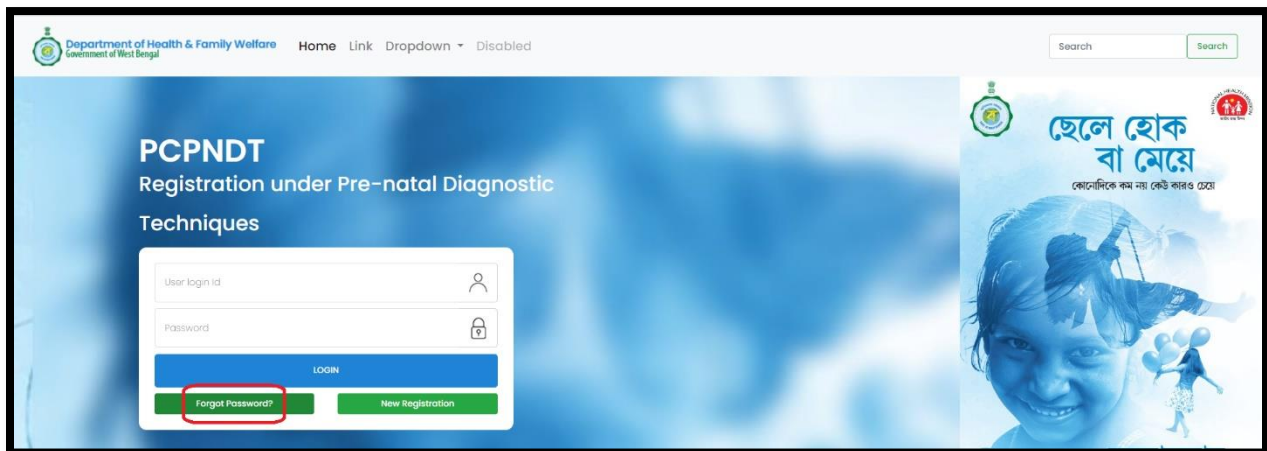 Department of Health & Family Welfare
Government of West Bengal
Home Link Dropdown Disabled
Search Search
PCPNDT
Registration under Pre-natal Diagnostic
Techniques
User login Id
Password
LOGIN
Forgot Password? New Registration
ছেলে হোক
বা মেয়ে
কোনোদিকে কম নয় কেউ কারও চেয়ে